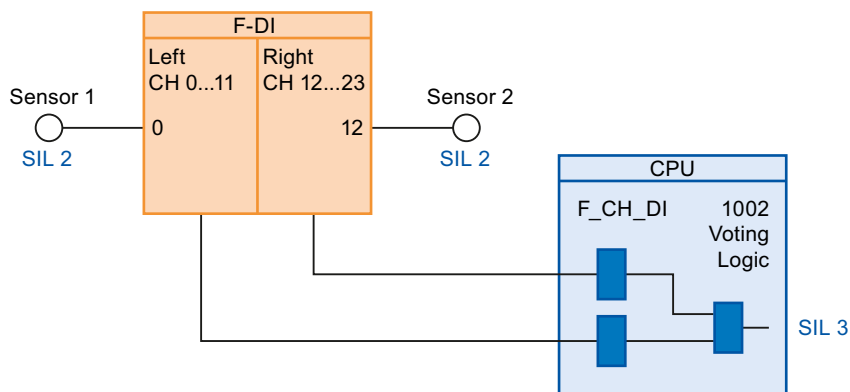 F-DI
Left
CH 0...11
Right
CH 12...23
Sensor 1
0
SIL 2
Sensor 2
12
SIL 2
CPU
F_CH_DI
1002
Voting
Logic
SIL 3